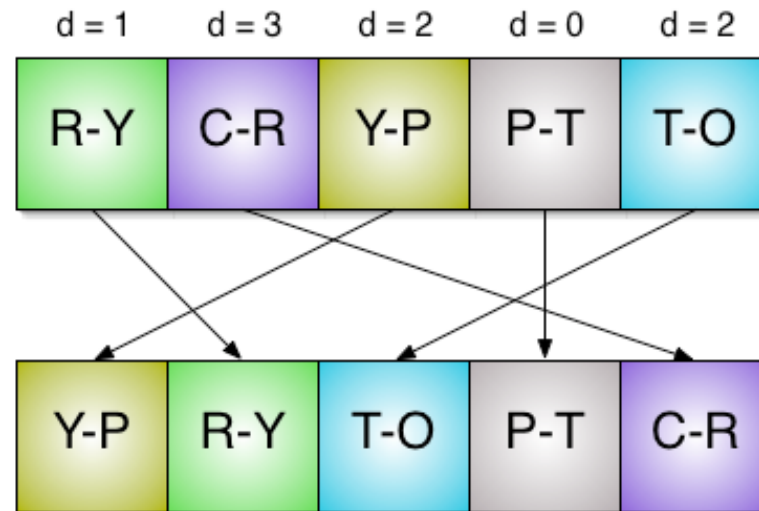 d = 1 d = 3 d = 2 d = 0 d = 2
R-Y C-R Y-P P-T T-O
Y-P R-Y T-O P-T C-R